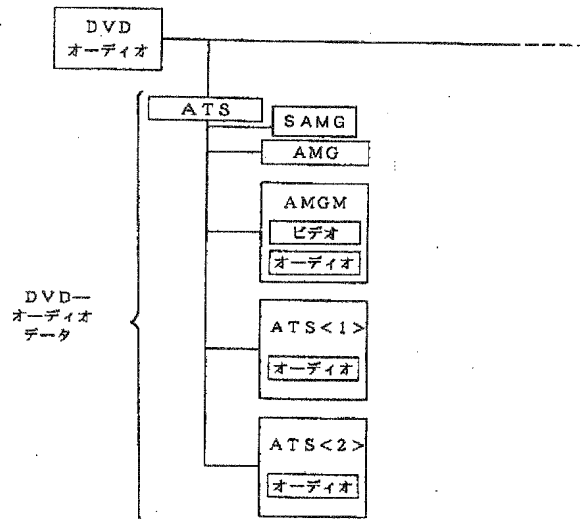 DVD
オーディオ
ATS
SAMG
AMG
AMGM
ビデオ
オーディオ
DVD—
オーディオ
データ
ATS<1>
オーディオ
ATS<2>
オーディオ